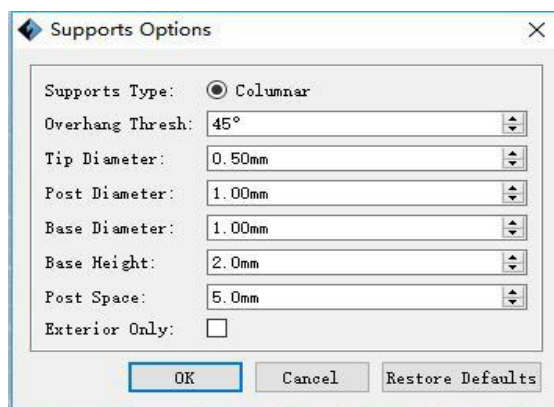 Supports Options
Supports Type: Columnar
Overhang Thresh: 45°
Tip Diameter: 0.50mm
Post Diameter: 1.00mm
Base Diameter: 1.00mm
Base Height: 2.0mm
Post Space: 5.0mm
Exterior Only:
OK Cancel Restore Defaults